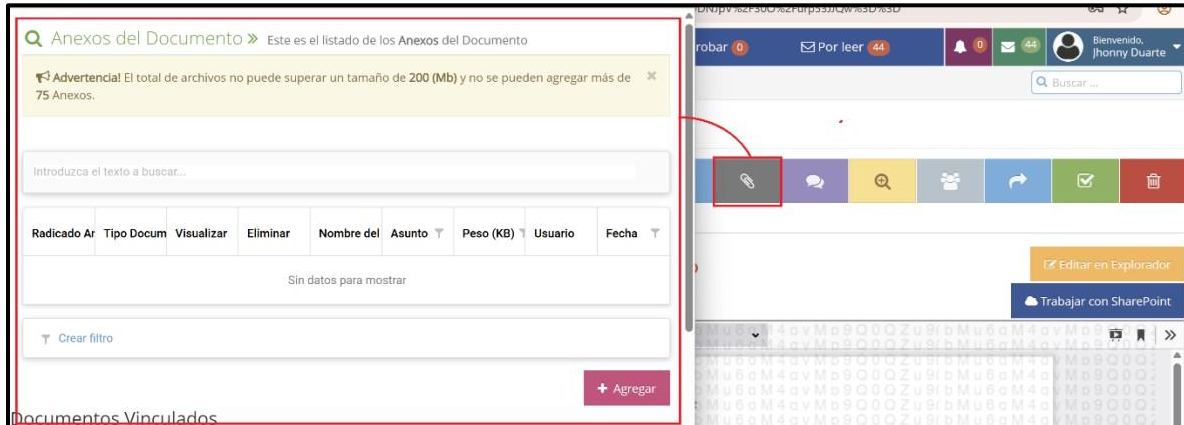 Anexos del Documento » Este es el listado de los Anexos del Documento
Advertencia! El total de archivos no puede superar un tamaño de 200 (Mb) y no se pueden agregar más de
75 Anexos.
Introduzca el texto a buscar...
Radicado An Tipo Docum Visualizar Eliminar Nombre del Asunto Peso (KB) Usuario Fecha
Sin datos para mostrar
Crear filtro
+ Agregar
Documentos Vinculados
robar 0 Por leer 44 0 44 Bienvenido,
Jhonny Duarte
Buscar ...
Editar en Explorador
Trabajar con SharePoint